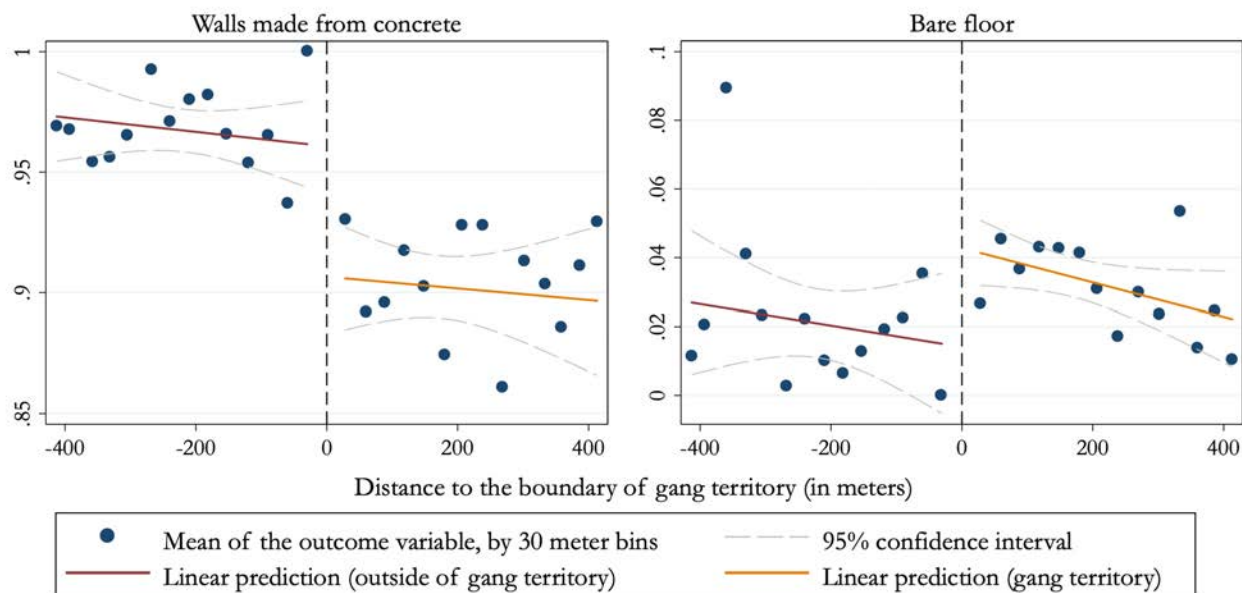 Walls made from concrete
Bare floor
1
.95
.9
.85
-400 -200 0 200 400
.1
.08
.06
.04
.02
0
-400 -200 0 200 400
Distance to the boundary of gang territory (in meters)
Mean of the outcome variable, by 30 meter bins
95% confidence interval
Linear prediction (outside of gang territory)
Linear prediction (gang territory)